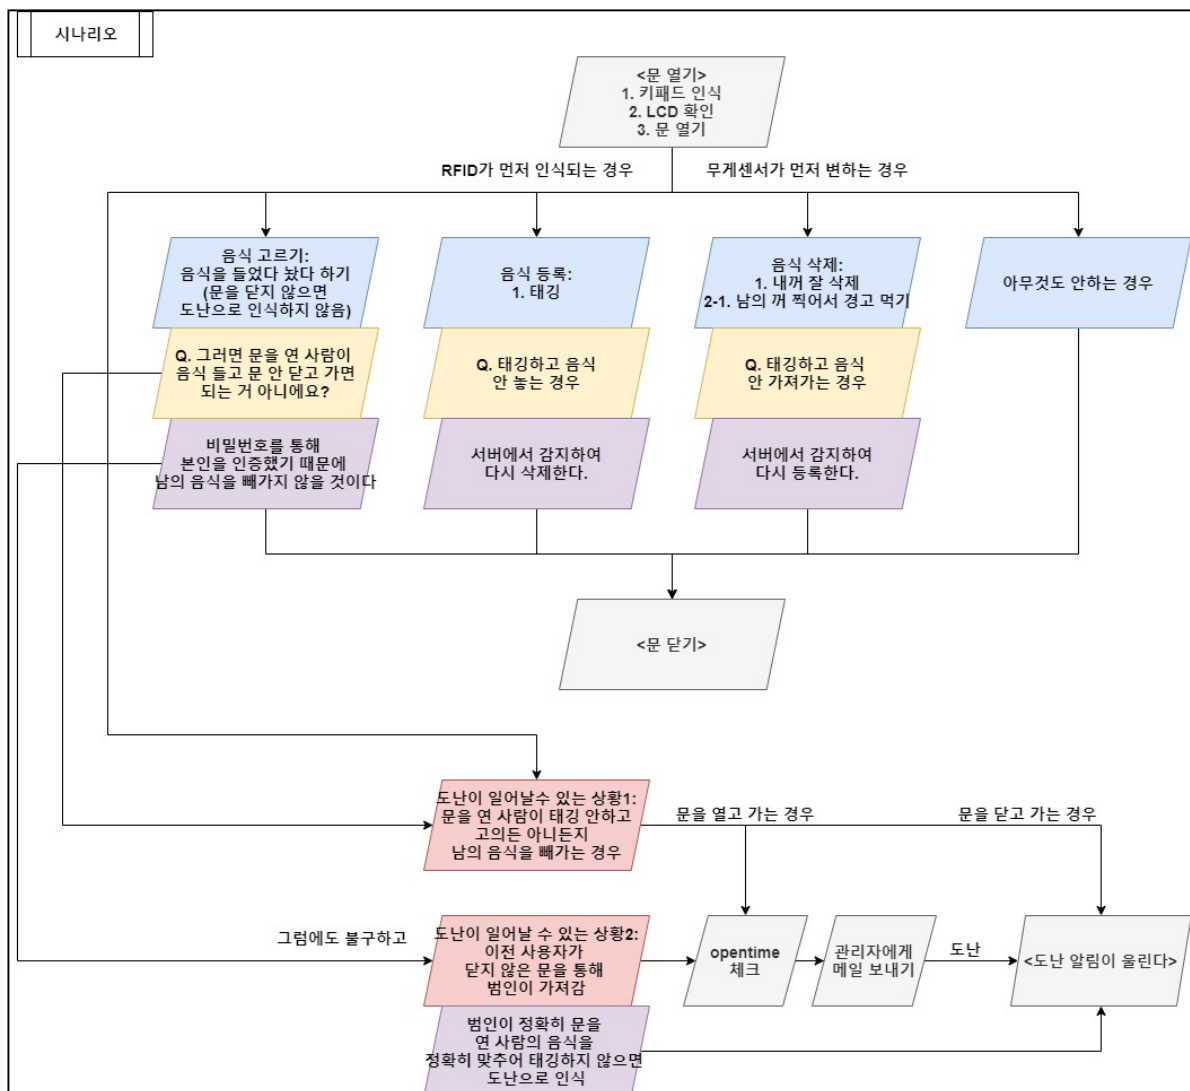 시나리오
<문 열기>
1. 키패드 인식
2. LCD 확인
3. 문 열기
RFID가 먼저 인식되는 경우
무게센서가 먼저 변하는 경우
음식 고르기:
음식을 들었다 놨다 하기
(문을 닫지 않으면
도난으로 인식하지 않음)
음식 등록:
1. 태깅
음식 삭제:
1. 내꺼 잘 삭제
2-1. 남의 꺼 찍어서 경고 먹기
아무것도 안하는 경우
Q. 그러면 문을 연 사람이
음식 들고 문 안 닫고 가면
되는 거 아니에요?
Q. 태깅하고 음식
안 놓는 경우
Q. 태깅하고 음식
안 가져가는 경우
비밀번호를 통해
본인을 인증했기 때문에
남의 음식을 빼가지 않을 것이다
서버에서 감지하여
다시 삭제한다.
서버에서 감지하여
다시 등록한다.
<문 닫기>
도난이 일어날수 있는 상황1:
문을 연 사람이 태깅 안하고
고의든 아니든지
남의 음식을 빼가는 경우
문을 열고 가는 경우
문을 닫고 가는 경우
그럼에도 불구하고
도난이 일어날 수 있는 상황2:
이전 사용자가
닫지 않은 문을 통해
범인이 가져감
opentime
체크
관리자에게
메일 보내기
도난
<도난 알림이 울린다>
범인이 정확히 문을
연 사람의 음식을
정확히 맞추어 태깅하지 않으면
도난으로 인식